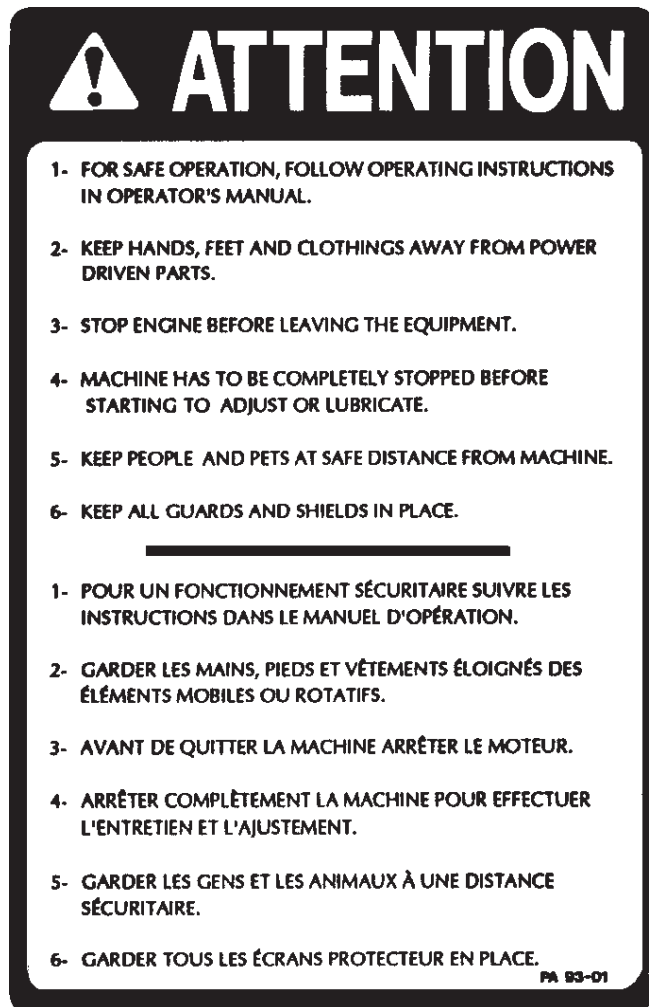 ATTENTION
1- FOR SAFE OPERATION, FOLLOW OPERATING INSTRUCTIONS
IN OPERATOR'S MANUAL.
2- KEEP HANDS, FEET AND CLOTHINGS AWAY FROM POWER
DRIVEN PARTS.
3- STOP ENGINE BEFORE LEAVING THE EQUIPMENT.
4- MACHINE HAS TO BE COMPLETELY STOPPED BEFORE
STARTING TO ADJUST OR LUBRICATE.
5- KEEP PEOPLE AND PETS AT SAFE DISTANCE FROM MACHINE.
6- KEEP ALL GUARDS AND SHIELDS IN PLACE.
1- POUR UN FONCTIONNEMENT SÉCURITAIRE SUIVRE LES
INSTRUCTIONS DANS LE MANUEL D'OPÉRATION.
2- GARDER LES MAINS, PIEDS ET VÊTEMENTS ÉLOIGNÉS DES
ÉLÉMENTS MOBILES OU ROTATIFS.
3- AVANT DE QUITTER LA MACHINE ARRÊTER LE MOTEUR.
4- ARRÊTER COMPLÈTEMENT LA MACHINE POUR EFFECTUER
L'ENTRETIEN ET L'AJUSTEMENT.
5- GARDER LES GENS ET LES ANIMAUX À UNE DISTANCE
SÉCURITAIRE.
6- GARDER TOUS LES ÉCRANS PROTECTEUR EN PLACE.
PA 93-01